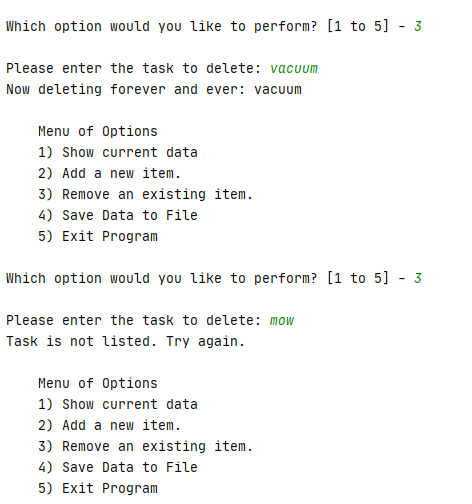 Which option would you like to perform? [1 to 5] - 3
Please enter the task to delete: vacuum
Now deleting forever and ever: vacuum
Menu of Options
1) Show current data
2) Add a new item.
3) Remove an existing item.
4) Save Data to File
5) Exit Program
Which option would you like to perform? [1 to 5] - 3
Please enter the task to delete: mow
Task is not listed. Try again.
Menu of Options
1) Show current data
2) Add a new item.
3) Remove an existing item.
4) Save Data to File
5) Exit Program